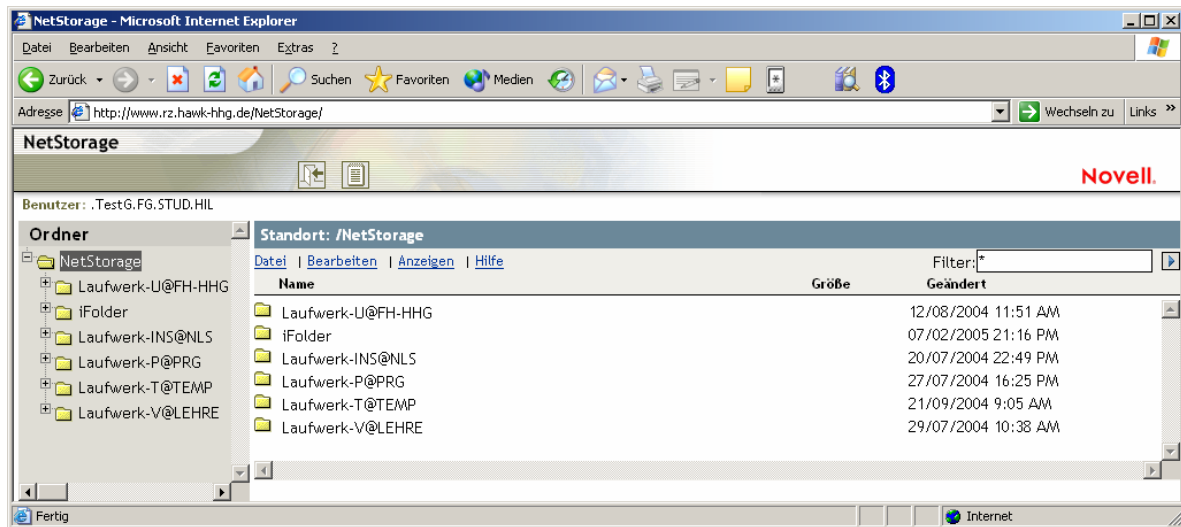 NetStorage - Microsoft Internet Explorer
Datei Bearbeiten Ansicht Favoriten Extras ?
Zurück Suchen Favoriten Medien
Adresse http://www.rz.hawk-hhg.de/NetStorage/ Wechseln zu Links »
NetStorage
Novell.
Benutzer: .TestG.FG.STUD.HIL
Ordner
NetStorage
Laufwerk-U@FH-HHG
iFolder
Laufwerk-INS@NLS
Laufwerk-P@PRG
Laufwerk-T@TEMP
Laufwerk-V@LEHRE
Standort: /NetStorage
Datei | Bearbeiten | Anzeigen | Hilfe Filter:*
Name Größe Geändert
Laufwerk-U@FH-HHG 12/08/2004 11:51 AM
iFolder 07/02/2005 21:16 PM
Laufwerk-INS@NLS 20/07/2004 22:49 PM
Laufwerk-P@PRG 27/07/2004 16:25 PM
Laufwerk-T@TEMP 21/09/2004 9:05 AM
Laufwerk-V@LEHRE 29/07/2004 10:38 AM
Fertig Internet